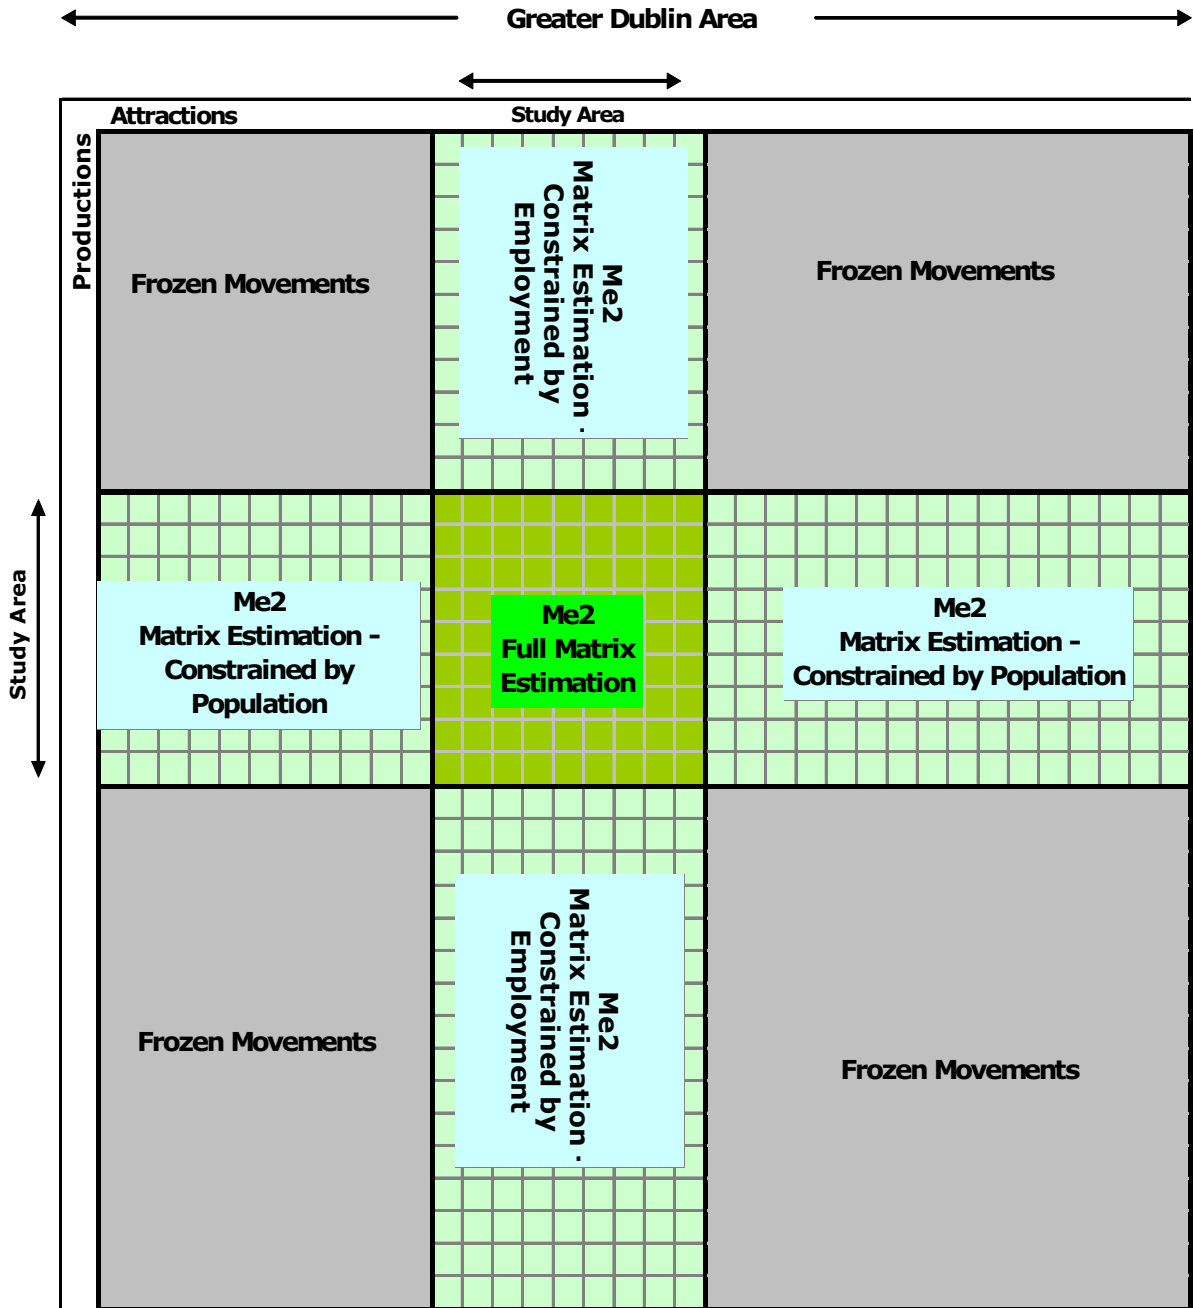 Greater Dublin Area
Attractions
Study Area
Productions
Frozen Movements
Me2
Matrix Estimation -
Constrained by
Employment
Frozen Movements
Study Area
Me2
Matrix Estimation -
Constrained by
Population
Me2
Full Matrix
Estimation
Me2
Matrix Estimation -
Constrained by Population
Frozen Movements
Me2
Matrix Estimation -
Constrained by
Employment
Frozen Movements